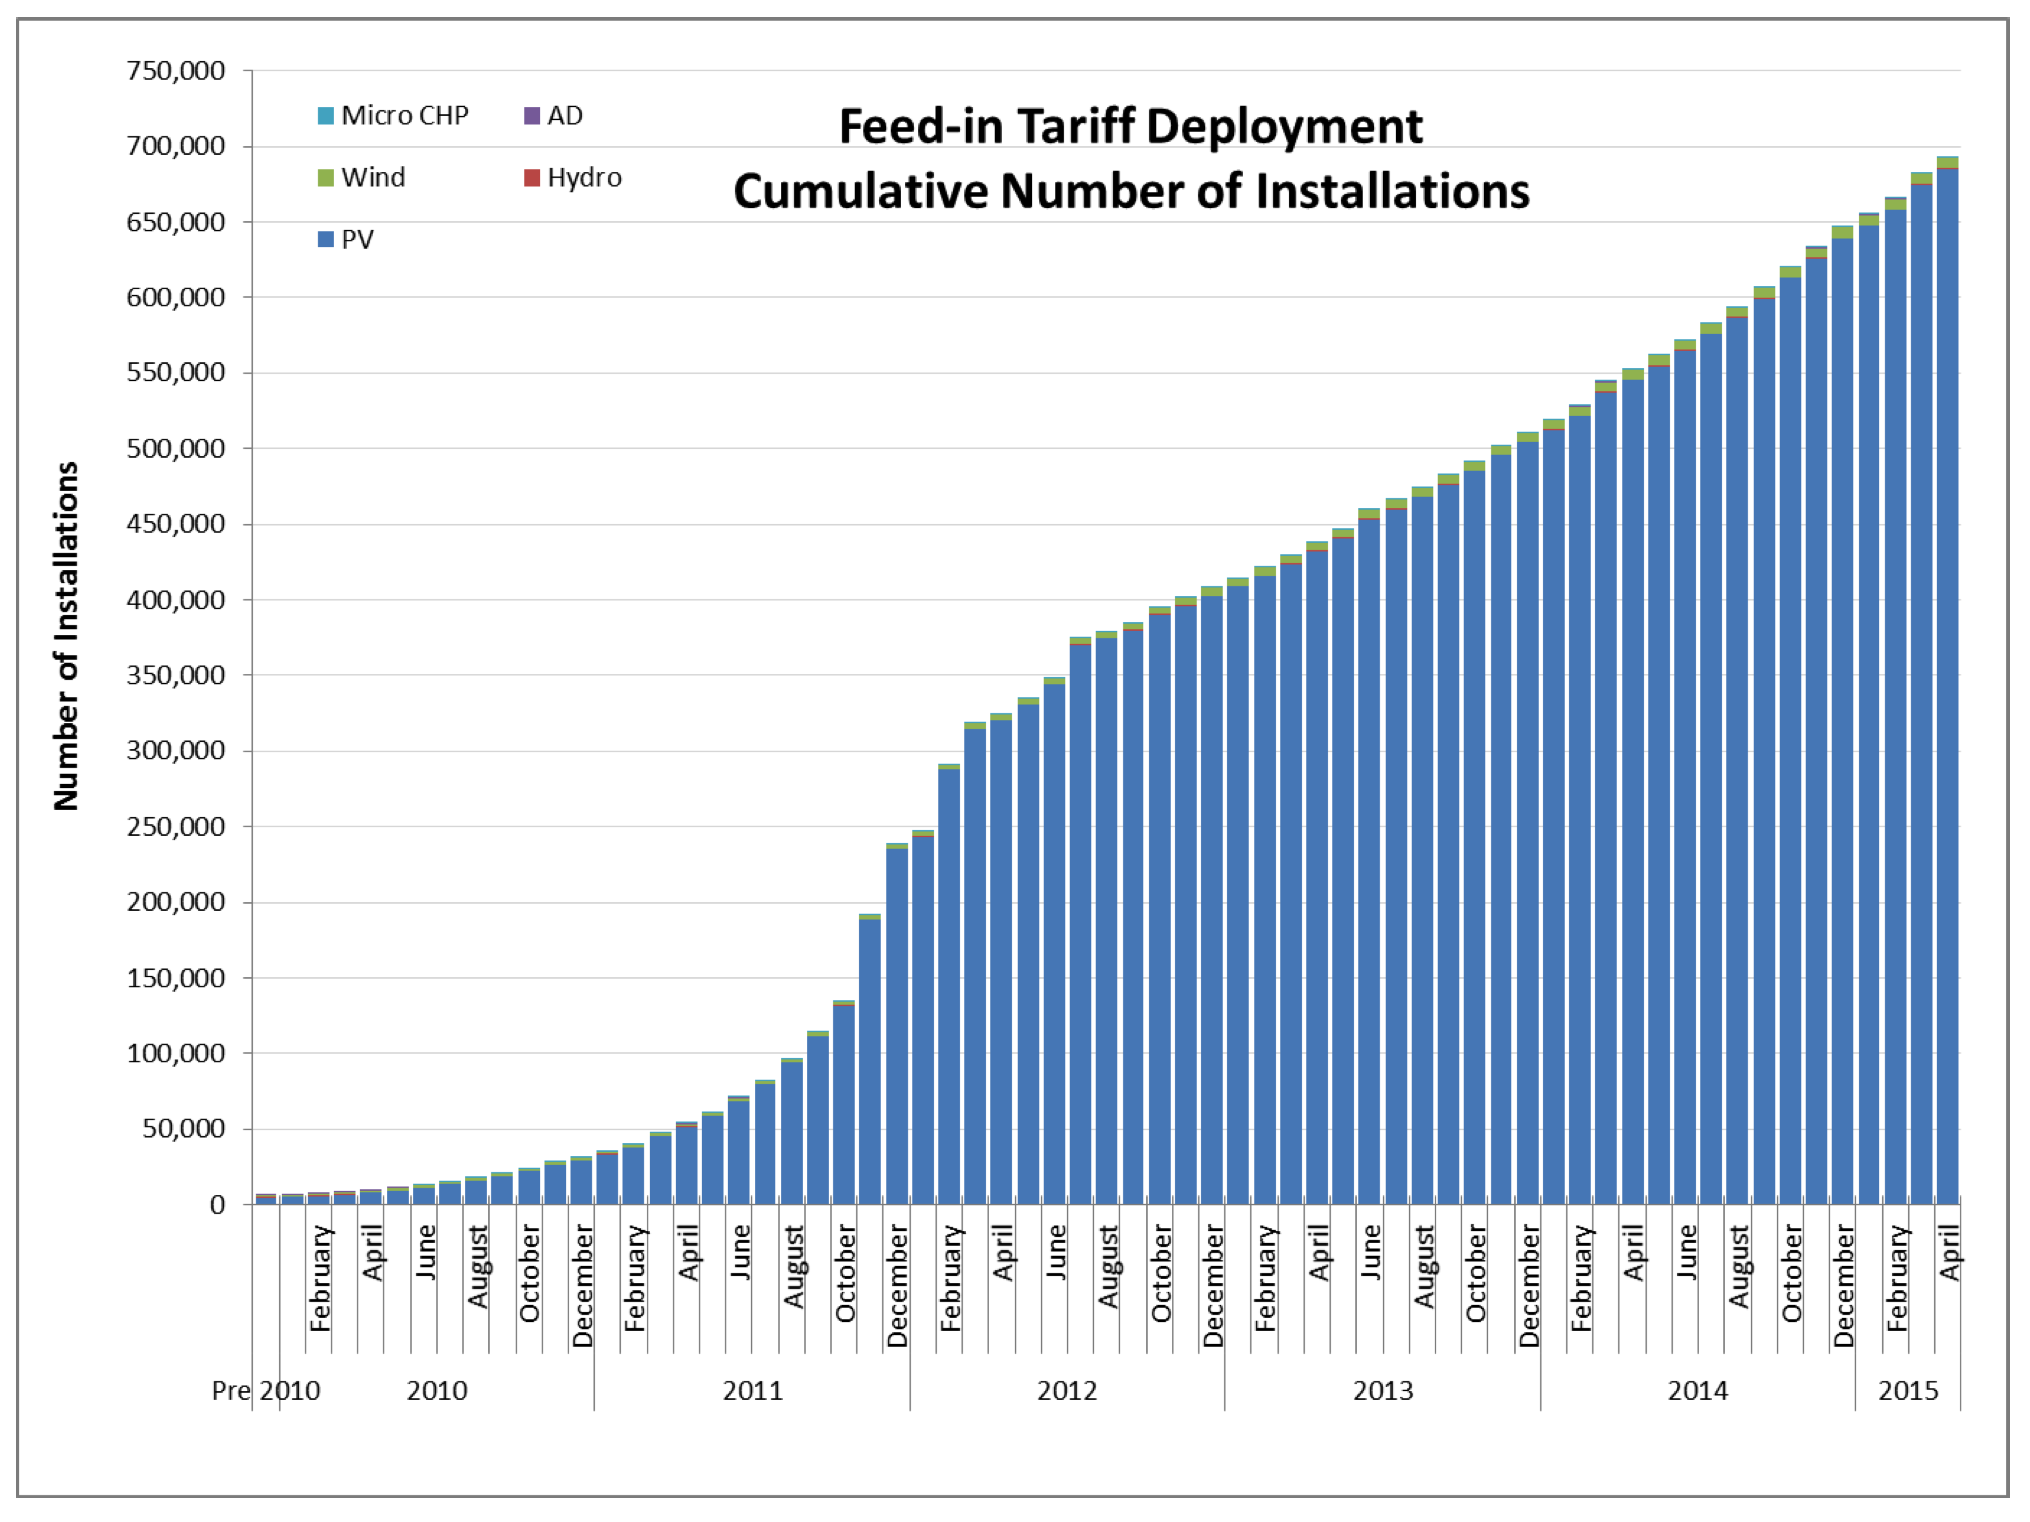 Feed-in Tariff Deployment
Cumulative Number of Installations
Micro CHP AD
Wind Hydro
PV
Number of Installations
750,000
700,000
650,000
600,000
550,000
500,000
450,000
400,000
350,000
300,000
250,000
200,000
150,000
100,000
50,000
0
February April June August October December February April June August October December February April June August October December February April June August October December February April June August October December February April
Pre 2010 2010 2011 2012 2013 2014 2015